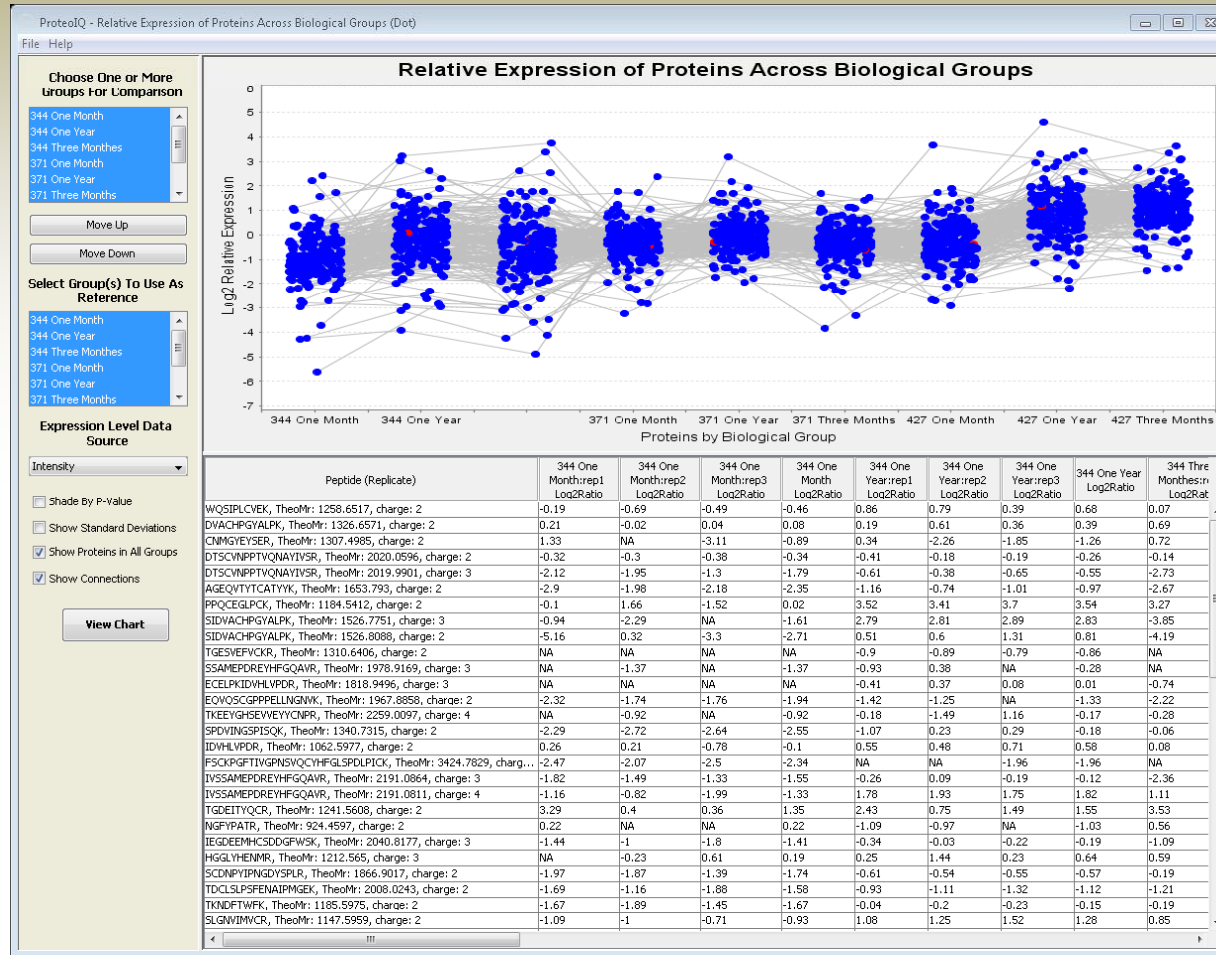 ProteoIQ - Relative Expression of Proteins Across Biological Groups (Dot)
File Help
Choose One or More
Groups For Comparison
344 One Month
344 One Year
344 Three Monthes
371 One Month
371 One Year
371 Three Months
Move Up
Move Down
Select Group(s) To Use As
Reference
344 One Month
344 One Year
344 Three Monthes
371 One Month
371 One Year
371 Three Months
Expression Level Data
Source
Intensity
Shade By P-Value
Show Standard Deviations
Show Proteins in All Groups
Show Connections
View Chart
Relative Expression of Proteins Across Biological Groups
Log2 Relative Expression
5
4
3
2
1
0
-1
-2
-3
-4
-5
-6
-7
344 One Month 344 One Year 371 One Month 371 One Year 371 Three Months 427 One Month 427 One Year 427 Three Months
Proteins by Biological Group
Peptide (Replicate)
344 One Month:rep1 Log2Ratio
344 One Month:rep2 Log2Ratio
344 One Month:rep3 Log2Ratio
344 One Month Log2Ratio
344 One Year:rep1 Log2Ratio
344 One Year:rep2 Log2Ratio
344 One Year:rep3 Log2Ratio
344 One Year Log2Ratio
344 Thre Monthes:r Log2Rat
WQSIPLCVEK, TheoMr: 1258.6517, charge: 2 -0.19 -0.69 -0.49 -0.46 0.86 0.79 0.39 0.68 0.07
DVACHPGYALPK, TheoMr: 1326.6571, charge: 2 0.21 -0.02 0.04 0.08 0.19 0.61 0.36 0.39 0.69
CNMGYEYSER, TheoMr: 1307.4985, charge: 2 1.33 NA -3.11 -0.89 0.34 -2.26 -1.85 -1.26 0.72
DTSCVNPPTVQNAYIVSR, TheoMr: 2020.0596, charge: 2 -0.32 -0.3 -0.38 -0.34 -0.41 -0.18 -0.19 -0.26 -0.14
DTSCVNPPTVQNAYIVSR, TheoMr: 2019.9901, charge: 3 -2.12 -1.95 -1.3 -1.79 -0.61 -0.38 -0.65 -0.55 -2.73
AGEQVTYTCATYYK, TheoMr: 1653.793, charge: 2 -2.9 -1.98 -2.18 -2.35 -1.16 -0.74 -1.01 -0.97 -2.67
PPQCEGLPCK, TheoMr: 1184.5412, charge: 2 -0.1 1.66 -1.52 0.02 3.52 3.41 3.7 3.54 3.27
SIDVACHPGYALPK, TheoMr: 1526.7751, charge: 3 -0.94 -2.29 NA -1.61 2.79 2.81 2.89 2.83 -3.85
SIDVACHPGYALPK, TheoMr: 1526.8088, charge: 2 -5.16 0.32 -3.3 -2.71 0.51 0.6 1.31 0.81 -4.19
TGESVEFVCKR, TheoMr: 1310.6406, charge: 2 NA NA NA NA -0.9 -0.89 -0.79 -0.86 NA
SSAMEPDREYHFGQAVR, TheoMr: 1978.9169, charge: 3 NA -1.37 NA -1.37 -0.93 0.38 NA -0.28 NA
ECELPKIDVHLVPDR, TheoMr: 1818.9496, charge: 3 NA NA NA NA -0.41 0.37 0.08 0.01 -0.74
EQVQSCGPPPELLNGNVK, TheoMr: 1967.8858, charge: 2 -2.32 -1.74 -1.76 -1.94 -1.42 -1.25 NA -1.33 -2.22
TKEEYGHSEVVEYYCNPR, TheoMr: 2259.0097, charge: 4 NA -0.92 NA -0.92 -0.18 -1.49 1.16 -0.17 -0.28
SPDVINGSPISQK, TheoMr: 1340.7315, charge: 2 -2.29 -2.72 -2.64 -2.55 -1.07 0.23 0.29 -0.18 -0.06
IDVHLVPDR, TheoMr: 1062.5977, charge: 2 0.26 0.21 -0.78 -0.1 0.55 0.48 0.71 0.58 0.08
FSCKPGFTIVGPNSVQCYHFGLSPDLPICK, TheoMr: 3424.7829, charg... -2.47 -2.07 -2.5 -2.34 NA NA -1.96 -1.96 NA
IVSSAMEPDREYHFGQAVR, TheoMr: 2191.0864, charge: 3 -1.82 -1.49 -1.33 -1.55 -0.26 0.09 -0.19 -0.12 -2.36
IVSSAMEPDREYHFGQAVR, TheoMr: 2191.0811, charge: 4 -1.16 -0.82 -1.99 -1.33 1.78 1.93 1.75 1.82 1.11
TGDEITYQCR, TheoMr: 1241.5608, charge: 2 3.29 0.4 0.36 1.35 2.43 0.75 1.49 1.55 3.53
NGFYPATR, TheoMr: 924.4597, charge: 2 0.22 NA NA 0.22 -1.09 -0.97 NA -1.03 0.56
IEGDEEMHCSDDGFWSK, TheoMr: 2040.8177, charge: 3 -1.44 -1 -1.8 -1.41 -0.34 -0.03 -0.22 -0.19 -1.09
HGGLYHENMR, TheoMr: 1212.565, charge: 3 NA -0.23 0.61 0.19 0.25 1.44 0.23 0.64 0.59
SCDNPYIPNGDYSPLR, TheoMr: 1866.9017, charge: 2 -1.97 -1.87 -1.39 -1.74 -0.61 -0.54 -0.55 -0.57 -0.19
TDCLSLPSFENAIPMGEK, TheoMr: 2008.0243, charge: 2 -1.69 -1.16 -1.88 -1.58 -0.93 -1.11 -1.32 -1.12 -1.21
TKNDFTWFK, TheoMr: 1185.5975, charge: 2 -1.67 -1.89 -1.45 -1.67 -0.04 -0.2 -0.23 -0.15 -0.19
SLGNVIMVCR, TheoMr: 1147.5959, charge: 2 -1.09 -1 -0.71 -0.93 1.08 1.25 1.52 1.28 0.85